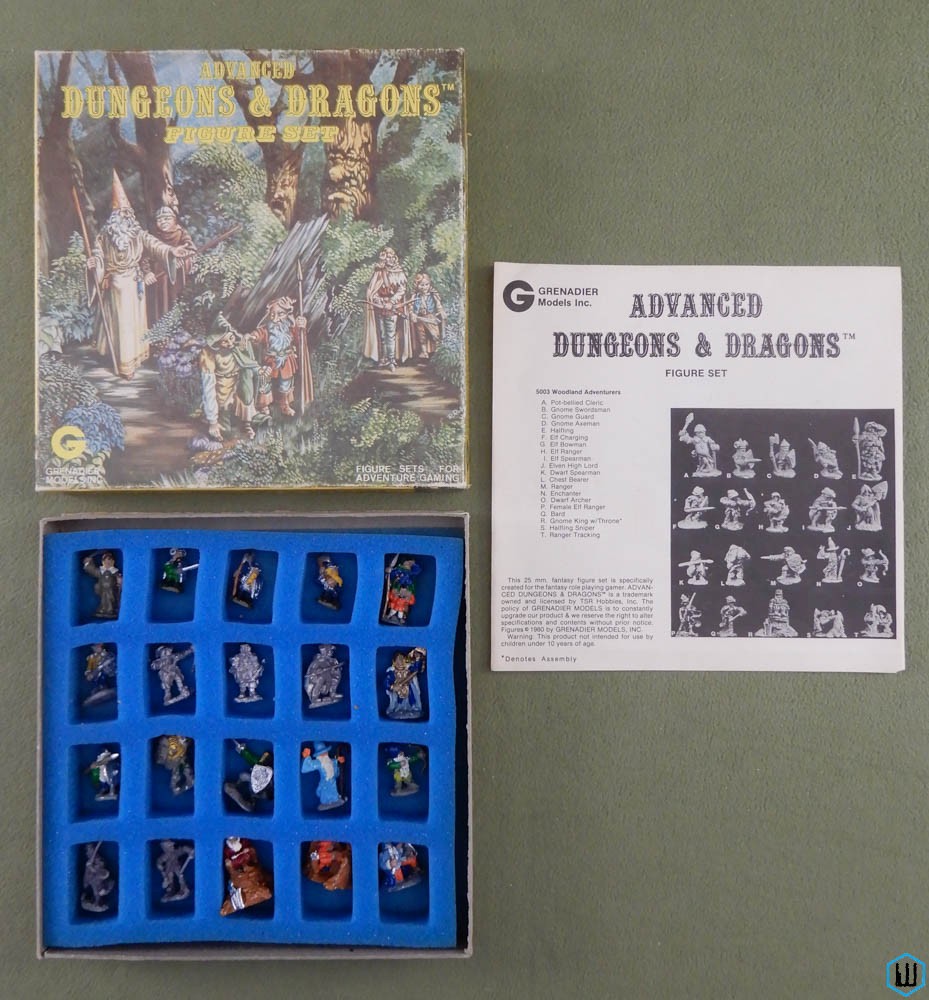 ADVANCED
DUNGEONS & DRAGONS™
FIGURE SET
G
GRENADIER
MODELS INC.
FIGURE SETS FOR
ADVENTURE GAMING
G GRENADIER
Models Inc.
ADVANCED
DUNGEONS & DRAGONS™
FIGURE SET
5003 Woodland Adventurers
A. Pot-bellied Cleric
B. Gnome Swordsman
C. Gnome Guard
D. Gnome Axeman
E. Halfling
F. Elf Charging
G. Elf Bowman
H. Elf Ranger
I. Elf Spearman
J. Elven High Lord
K. Dwarf Spearman
L. Chest Bearer
M. Ranger
N. Enchanter
O. Dwarf Archer
P. Female Elf Ranger
Q. Bard
R. Gnome King w/Throne*
S. Halfling Sniper
T. Ranger Tracking
A B C D E
G H I J
K L M N O
P Q R S T
This 25 mm. fantasy figure set is specifically
created for the fantasy role playing gamer. ADVAN-
CED DUNGEONS & DRAGONS™ is a trademark
owned and licensed by TSR Hobbies, Inc. The
policy of GRENADIER MODELS is to constantly
upgrade our product & we reserve the right to alter
specifications and contents without prior notice.
Figures © 1980 by GRENADIER MODELS, INC.
Warning: This product not intended for use by
children under 10 years of age.
*Denotes Assembly
W